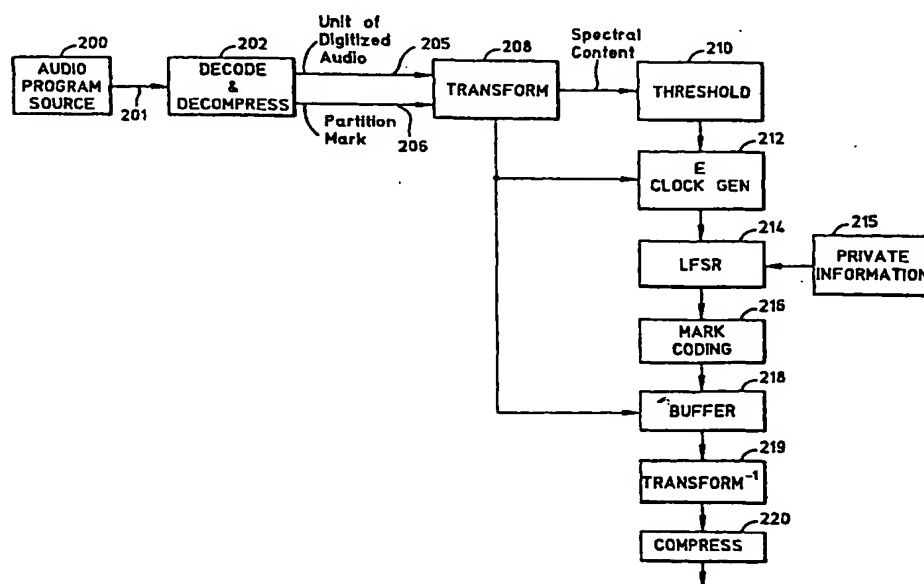 200
AUDIO
PROGRAM
SOURCE
201
202
DECODE
&
DECOMPRESS
Unit of
Digitized
Audio
205
Partition
Mark
206
208
TRANSFORM
Spectral
Content
210
THRESHOLD
212
E
CLOCK GEN
214
LFSR
215
PRIVATE
INFORMATION
216
MARK
CODING
218
BUFFER
219
TRANSFORM-1
220
COMPRESS